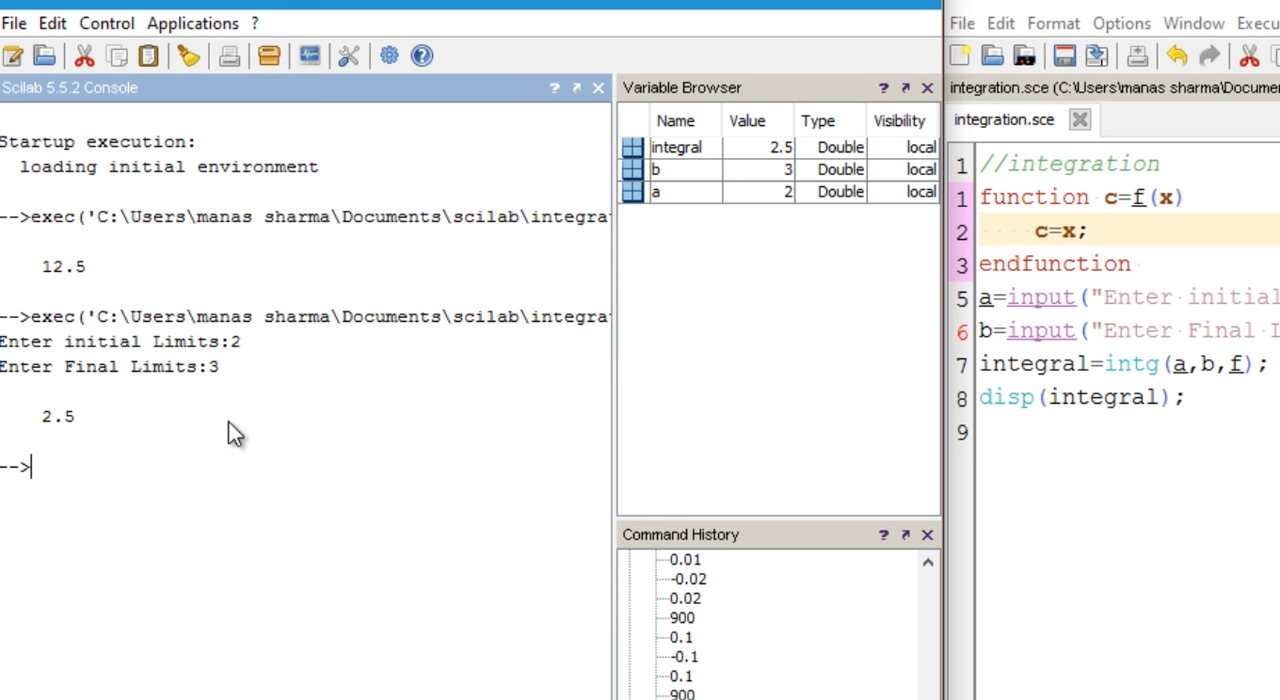 File Edit Control Applications ?
Scilab 5.5.2 Console
Startup execution:
loading initial environment
-->exec('C:\Users\manas sharma\Documents\scilab\integra
12.5
-->exec('C:\Users\manas sharma\Documents\scilab\integra
Enter initial Limits:2
Enter Final Limits:3
2.5
-->
Variable Browser
Name Value Type Visibility
integral 2.5 Double local
b 3 Double local
a 2 Double local
Command History
0.01
-0.02
0.02
900
0.1
-0.1
0.1
900
File Edit Format Options Window Execu
integration.sce (C:\Users\manas sharma\Documen
integration.sce
1 //integration
1 function c=f(x)
2 c=x;
3 endfunction
5 a=input("Enter initial
6 b=input("Enter Final L
7 integral=intg(a,b,f);
8 disp(integral);
9